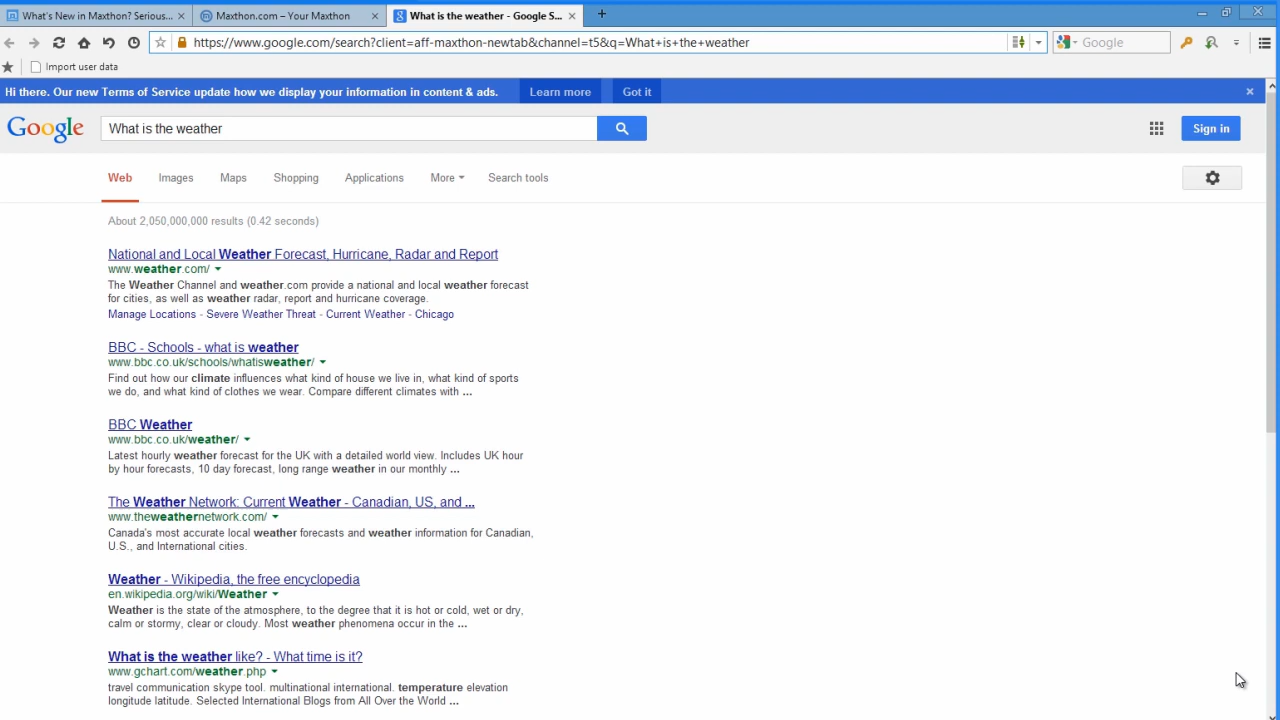 What's New in Maxthon? Serious...
Maxthon.com – Your Maxthon
What is the weather - Google S...
https://www.google.com/search?client=aff-maxthon-newtab&channel=t5&q=What+is+the+weather
Google
Import user data
Hi there. Our new Terms of Service update how we display your information in content & ads.
Learn more
Got it
Google
What is the weather
Sign in
Web
Images
Maps
Shopping
Applications
More
Search tools
About 2,050,000,000 results (0.42 seconds)
National and Local Weather Forecast, Hurricane, Radar and Report
www.weather.com/
The Weather Channel and weather.com provide a national and local weather forecast
for cities, as well as weather radar, report and hurricane coverage.
Manage Locations - Severe Weather Threat - Current Weather - Chicago
BBC - Schools - what is weather
www.bbc.co.uk/schools/whatisweather/
Find out how our climate influences what kind of house we live in, what kind of sports
we do, and what kind of clothes we wear. Compare different climates with ...
BBC Weather
www.bbc.co.uk/weather/
Latest hourly weather forecast for the UK with a detailed world view. Includes UK hour
by hour forecasts, 10 day forecast, long range weather in our monthly ...
The Weather Network: Current Weather - Canadian, US, and ...
www.theweathernetwork.com/
Canada's most accurate local weather forecasts and weather information for Canadian,
U.S., and International cities.
Weather - Wikipedia, the free encyclopedia
en.wikipedia.org/wiki/Weather
Weather is the state of the atmosphere, to the degree that it is hot or cold, wet or dry,
calm or stormy, clear or cloudy. Most weather phenomena occur in the ...
What is the weather like? - What time is it?
www.gchart.com/weather.php
travel communication skype tool. multinational international. temperature elevation
longitude latitude. Selected International Blogs from All Over the World ...